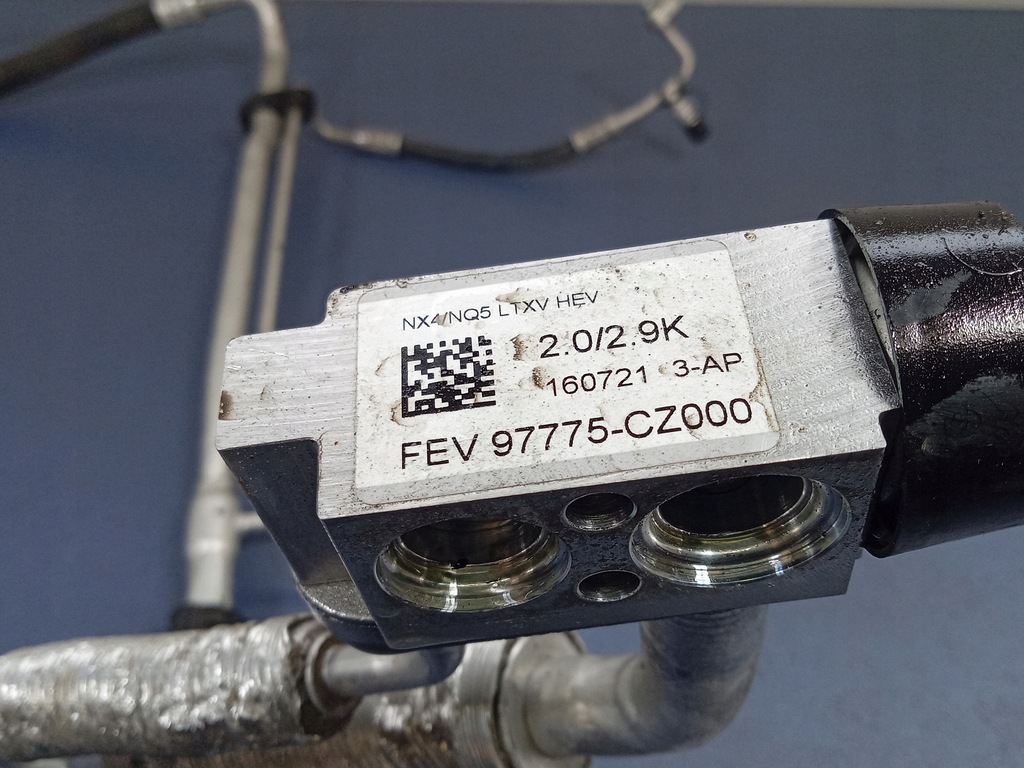 NX4/NQ5 LTXV HEV
2.0/2.9K
160721 3-AP
FEV 97775-CZ000